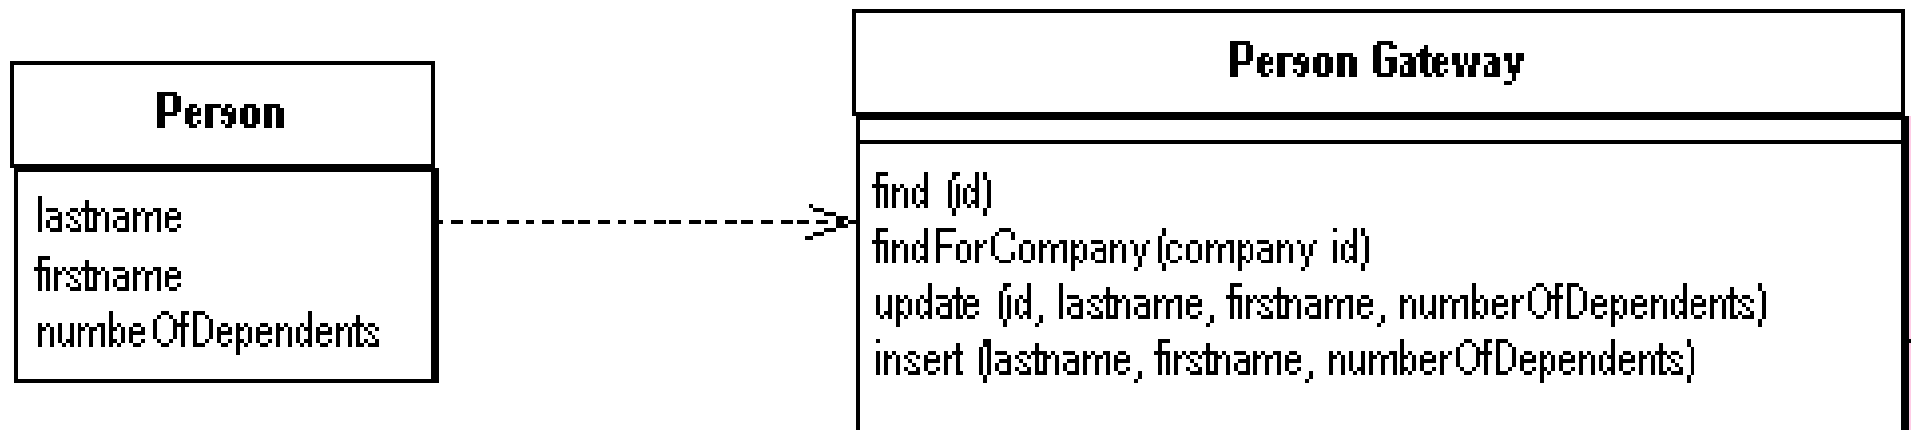 Person
lastname
firstname
numbeOfDependents
Person Gateway
find (id)
findForCompany(company id)
update (id, lastname, firstname, numberOfDependents)
insert (lastname, firstname, numberOfDependents)